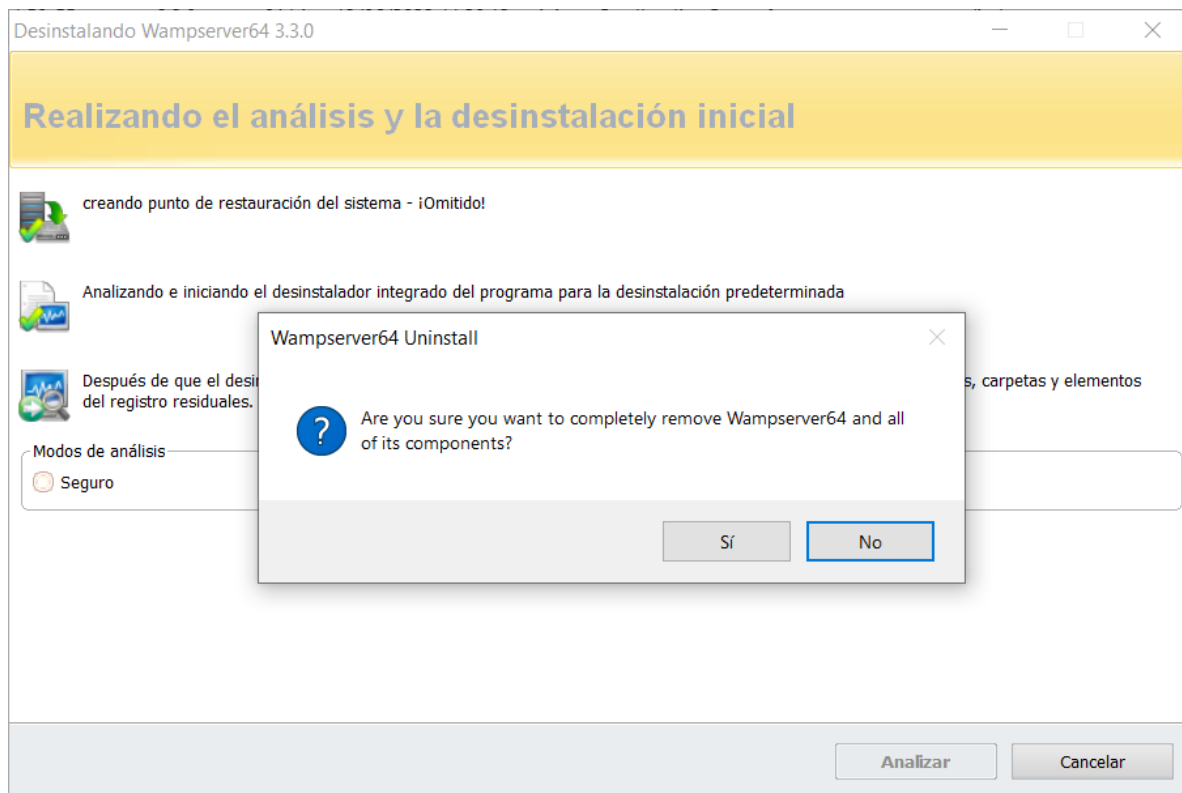 Desinstalando Wampserver64 3.3.0
Realizando el análisis y la desinstalación inicial
creando punto de restauración del sistema - ¡Omitido!
Analizando e iniciando el desinstalador integrado del programa para la desinstalación predeterminada
Después de que el
s, carpetas y elementos
del registro residuales.
Modos de análisis
Seguro
Wampserver64 Uninstall
Are you sure you want to completely remove Wampserver64 and all
of its components?
Sí
No
Analizar
Cancelar